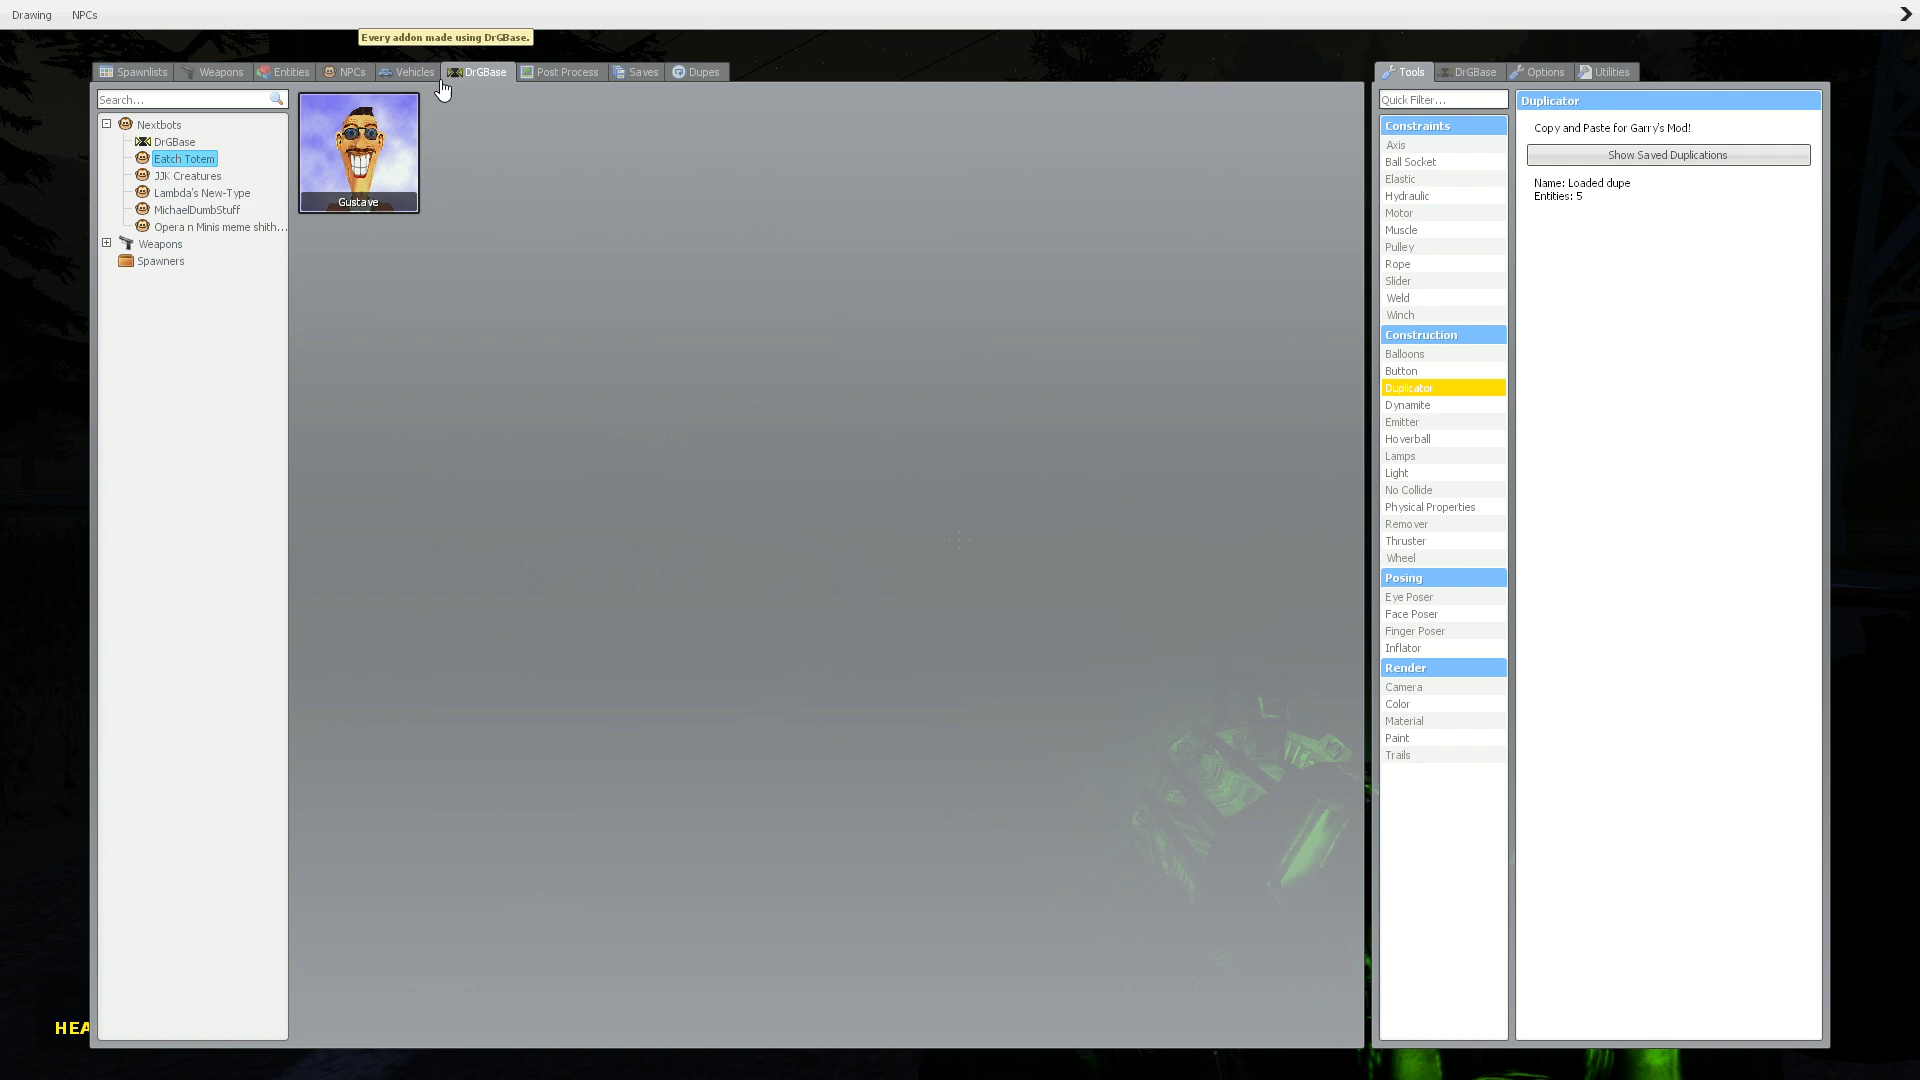 Drawing
NPCs
Every addon made using DrGBase.
Spawnlists
Weapons
Entities
NPCs
Vehicles
DrGBase
Post Process
Saves
Dupes
Search...
Nextbots
DrGBase
Eatch Totem
JJK Creatures
Lambda's New-Type
MichaelDumbStuff
Opera n Minis meme shith...
Weapons
Spawners
Gustave
HEA
Tools
DrGBase
Options
Utilities
Quick Filter...
Constraints
Axis
Ball Socket
Elastic
Hydraulic
Motor
Muscle
Pulley
Rope
Slider
Weld
Winch
Construction
Balloons
Button
Duplicator
Dynamite
Emitter
Hoverball
Lamps
Light
No Collide
Physical Properties
Remover
Thruster
Wheel
Posing
Eye Poser
Face Poser
Finger Poser
Inflator
Render
Camera
Color
Material
Paint
Trails
Duplicator
Copy and Paste for Garry's Mod!
Show Saved Duplications
Name: Loaded dupe
Entities: 5